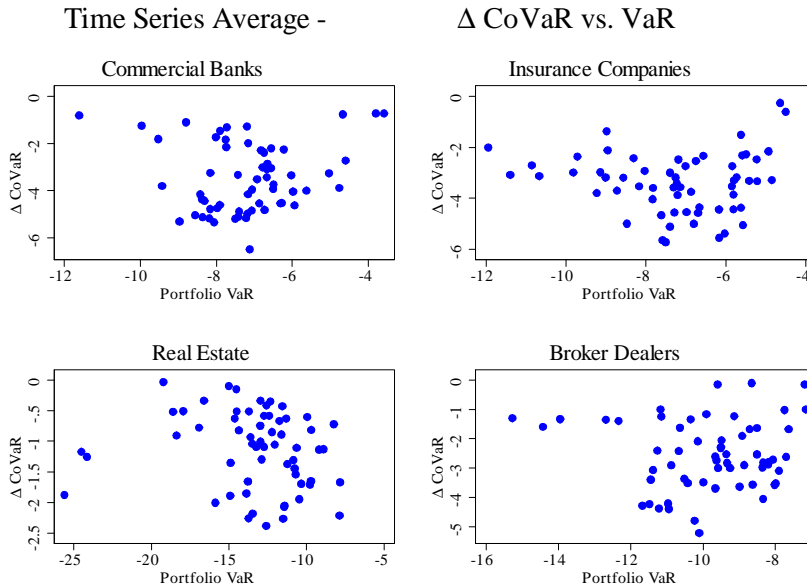 Time Series Average - Δ CoVaR vs. VaR
Commercial Banks
Δ CoVaR
0
-2
-4
-6
-12 -10 -8 -6 -4
Portfolio VaR
Insurance Companies
Δ CoVaR
0
-2
-4
-6
-12 -10 -8 -6 -4
Portfolio VaR
Real Estate
Δ CoVaR
0
-.5
-1
-1.5
-2
-2.5
-25 -20 -15 -10 -5
Portfolio VaR
Broker Dealers
Δ CoVaR
0
-1
-2
-3
-4
-5
-16 -14 -12 -10 -8
Portfolio VaR